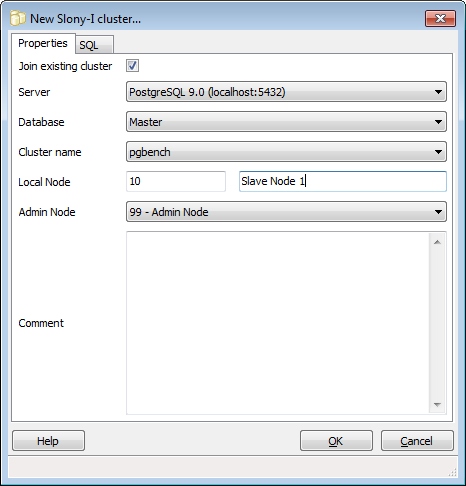 New Slony-I cluster...
Properties SQL
Join existing cluster
Server PostgreSQL 9.0 (localhost:5432)
Database Master
Cluster name pgbench
Local Node 10 Slave Node 1
Admin Node 99 - Admin Node
Comment
Help OK Cancel